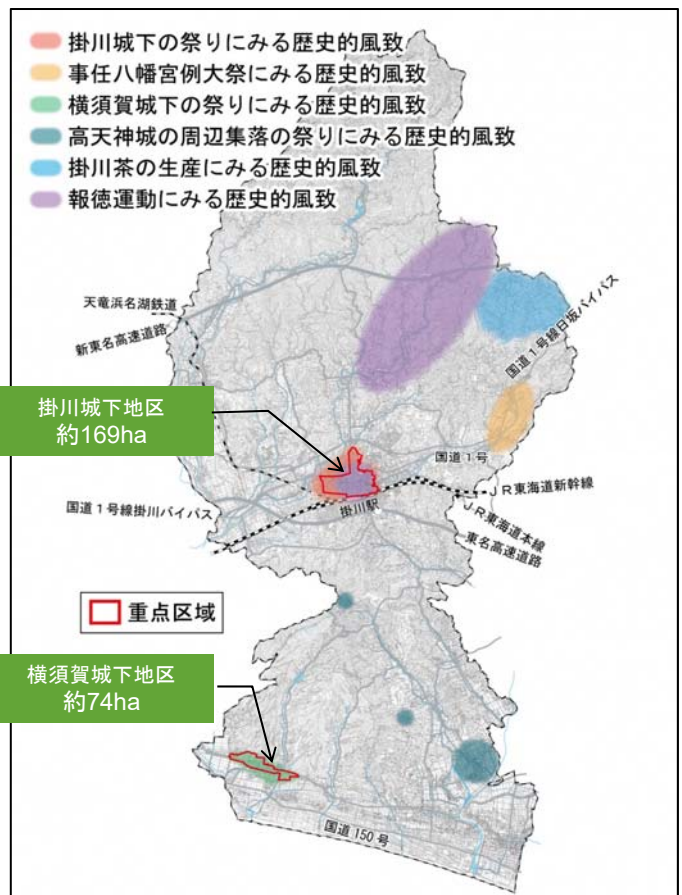 掛川城下の祭りにみる歴史的風致
事任八幡宮例大祭にみる歴史的風致
横須賀城下の祭りにみる歴史的風致
高天神城の周辺集落の祭りにみる歴史的風致
掛川茶の生産にみる歴史的風致
報徳運動にみる歴史的風致
天竜浜名湖鉄道
新東名高速道路
国道1号線日坂バイパス
掛川城下地区
約169ha
国道1号
JR東海道新幹線
国道1号線掛川バイパス
掛川駅
JR東海道本線
東名高速道路
重点区域
横須賀城下地区
約74ha
国道150号